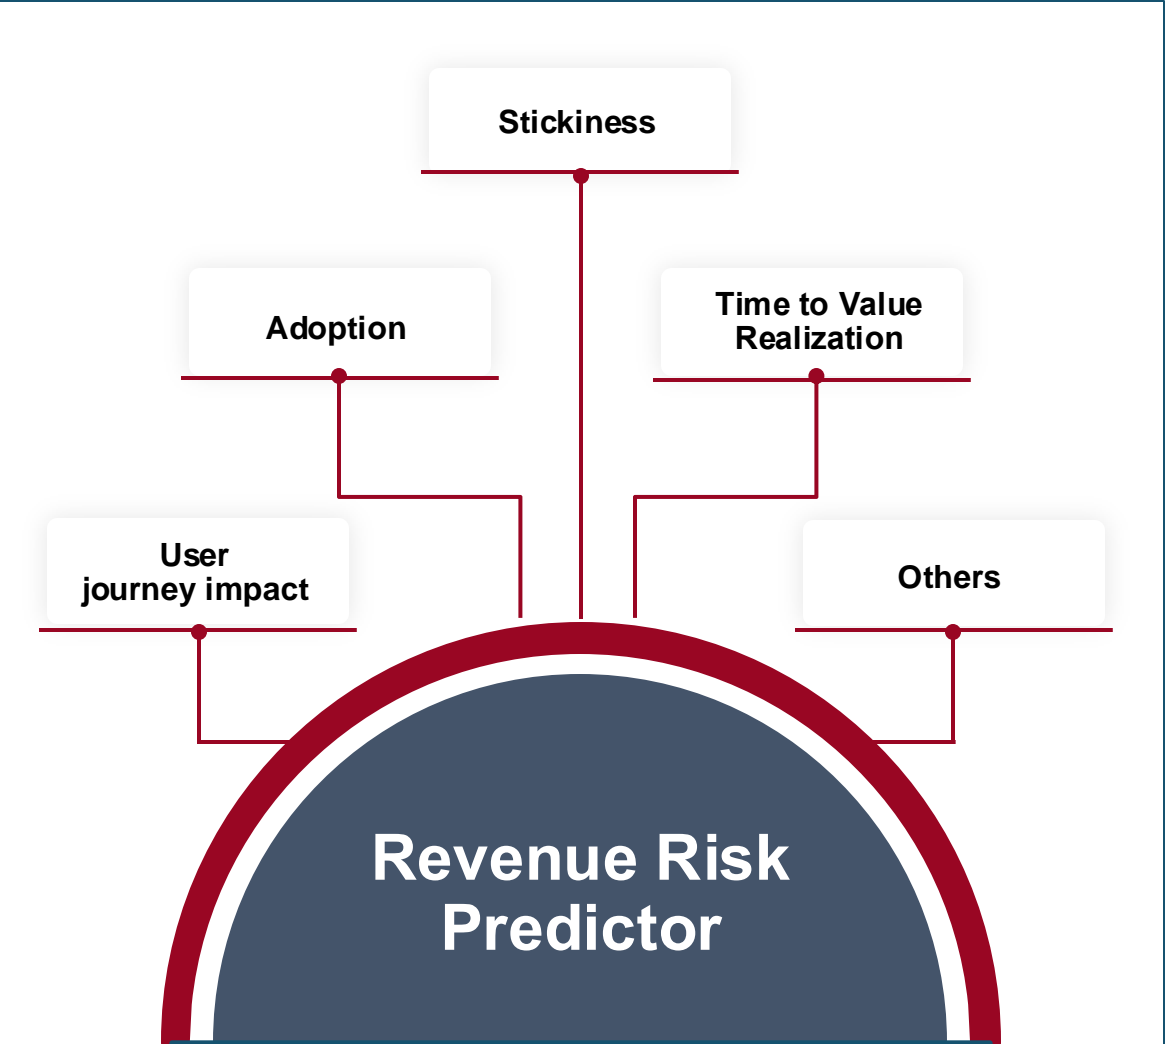 Stickiness
Adoption
Time to Value
Realization
User
journey impact
Others
Revenue Risk
Predictor